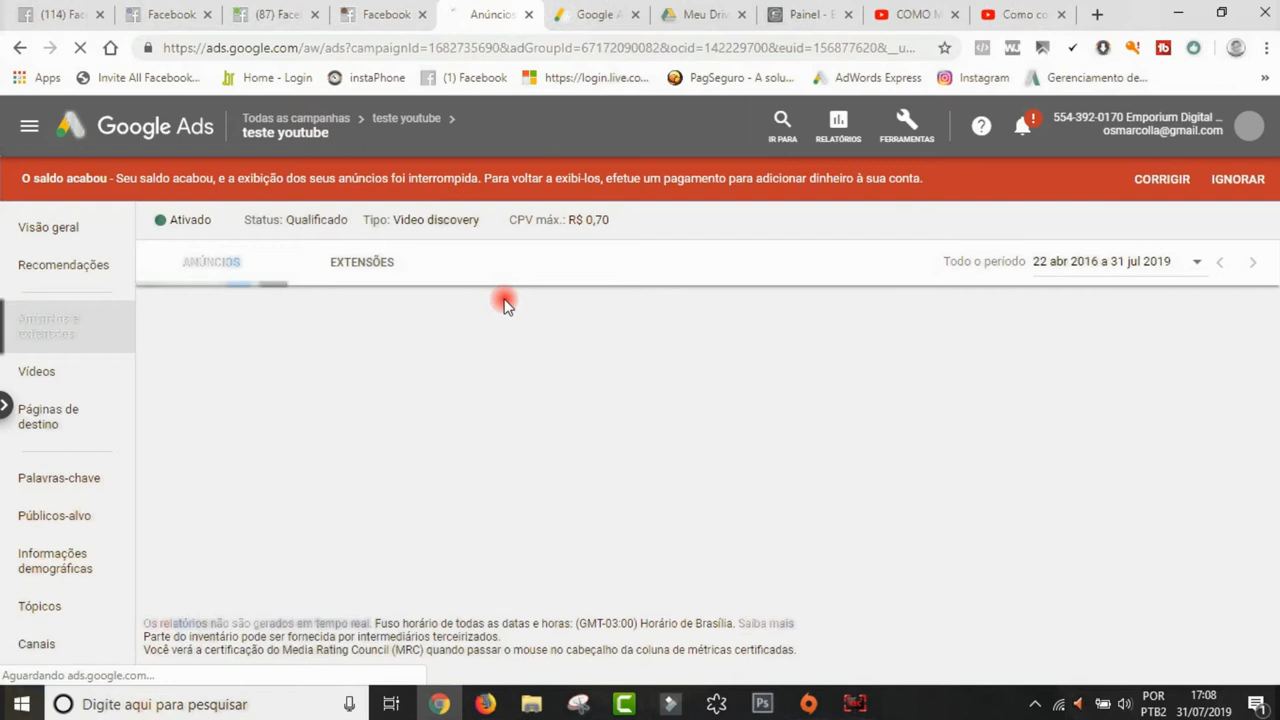 (114) Fac
Facebook
(87) Face
Facebook
Anúncios
Google A
Meu Driv
Painel - E
COMO M
Como co
https://ads.google.com/aw/ads?campaignId=1682735690&adGroupId=67172090082&ocid=142229700&euid=156877620&__u...
Apps
Invite All Facebook...
Home - Login
instaPhone
(1) Facebook
https://login.live.co...
PagSeguro - A solu...
AdWords Express
Instagram
Gerenciamento de...
»
Google Ads
Todas as campanhas > teste youtube >
teste youtube
IR PARA
RELATÓRIOS
FERRAMENTAS
554-392-0170 Emporium Digital ...
osmarcolla@gmail.com
O saldo acabou - Seu saldo acabou, e a exibição dos seus anúncios foi interrompida. Para voltar a exibi-los, efetue um pagamento para adicionar dinheiro à sua conta.
CORRIGIR
IGNORAR
Ativado
Status: Qualificado
Tipo: Video discovery
CPV máx.: R$ 0,70
ANÚNCIOS
EXTENSÕES
Todo o período
22 abr 2016 a 31 jul 2019
Visão geral
Recomendações
Anúncios e
extensões
Vídeos
Páginas de
destino
Palavras-chave
Públicos-alvo
Informações
demográficas
Tópicos
Canais
Os relatórios não são gerados em tempo real. Fuso horário de todas as datas e horas: (GMT-03:00) Horário de Brasília. Saiba mais
Parte do inventário pode ser fornecida por intermediários terceirizados.
Você verá a certificação do Media Rating Council (MRC) quando passar o mouse no cabeçalho da coluna de métricas certificadas.
Aguardando ads.google.com...
Digite aqui para pesquisar
Ps
POR
PTB2
17:08
31/07/2019
1